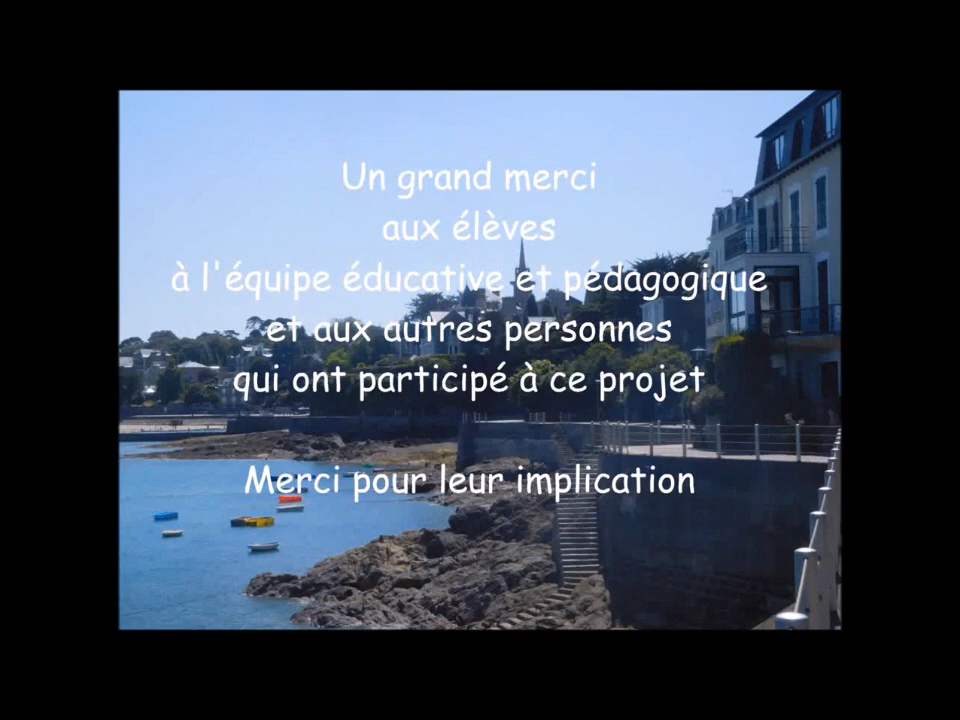 Un grand merci
aux élèves
à l'équipe éducative et pédagogique
et aux autres personnes
qui ont participé à ce projet
Merci pour leur implication